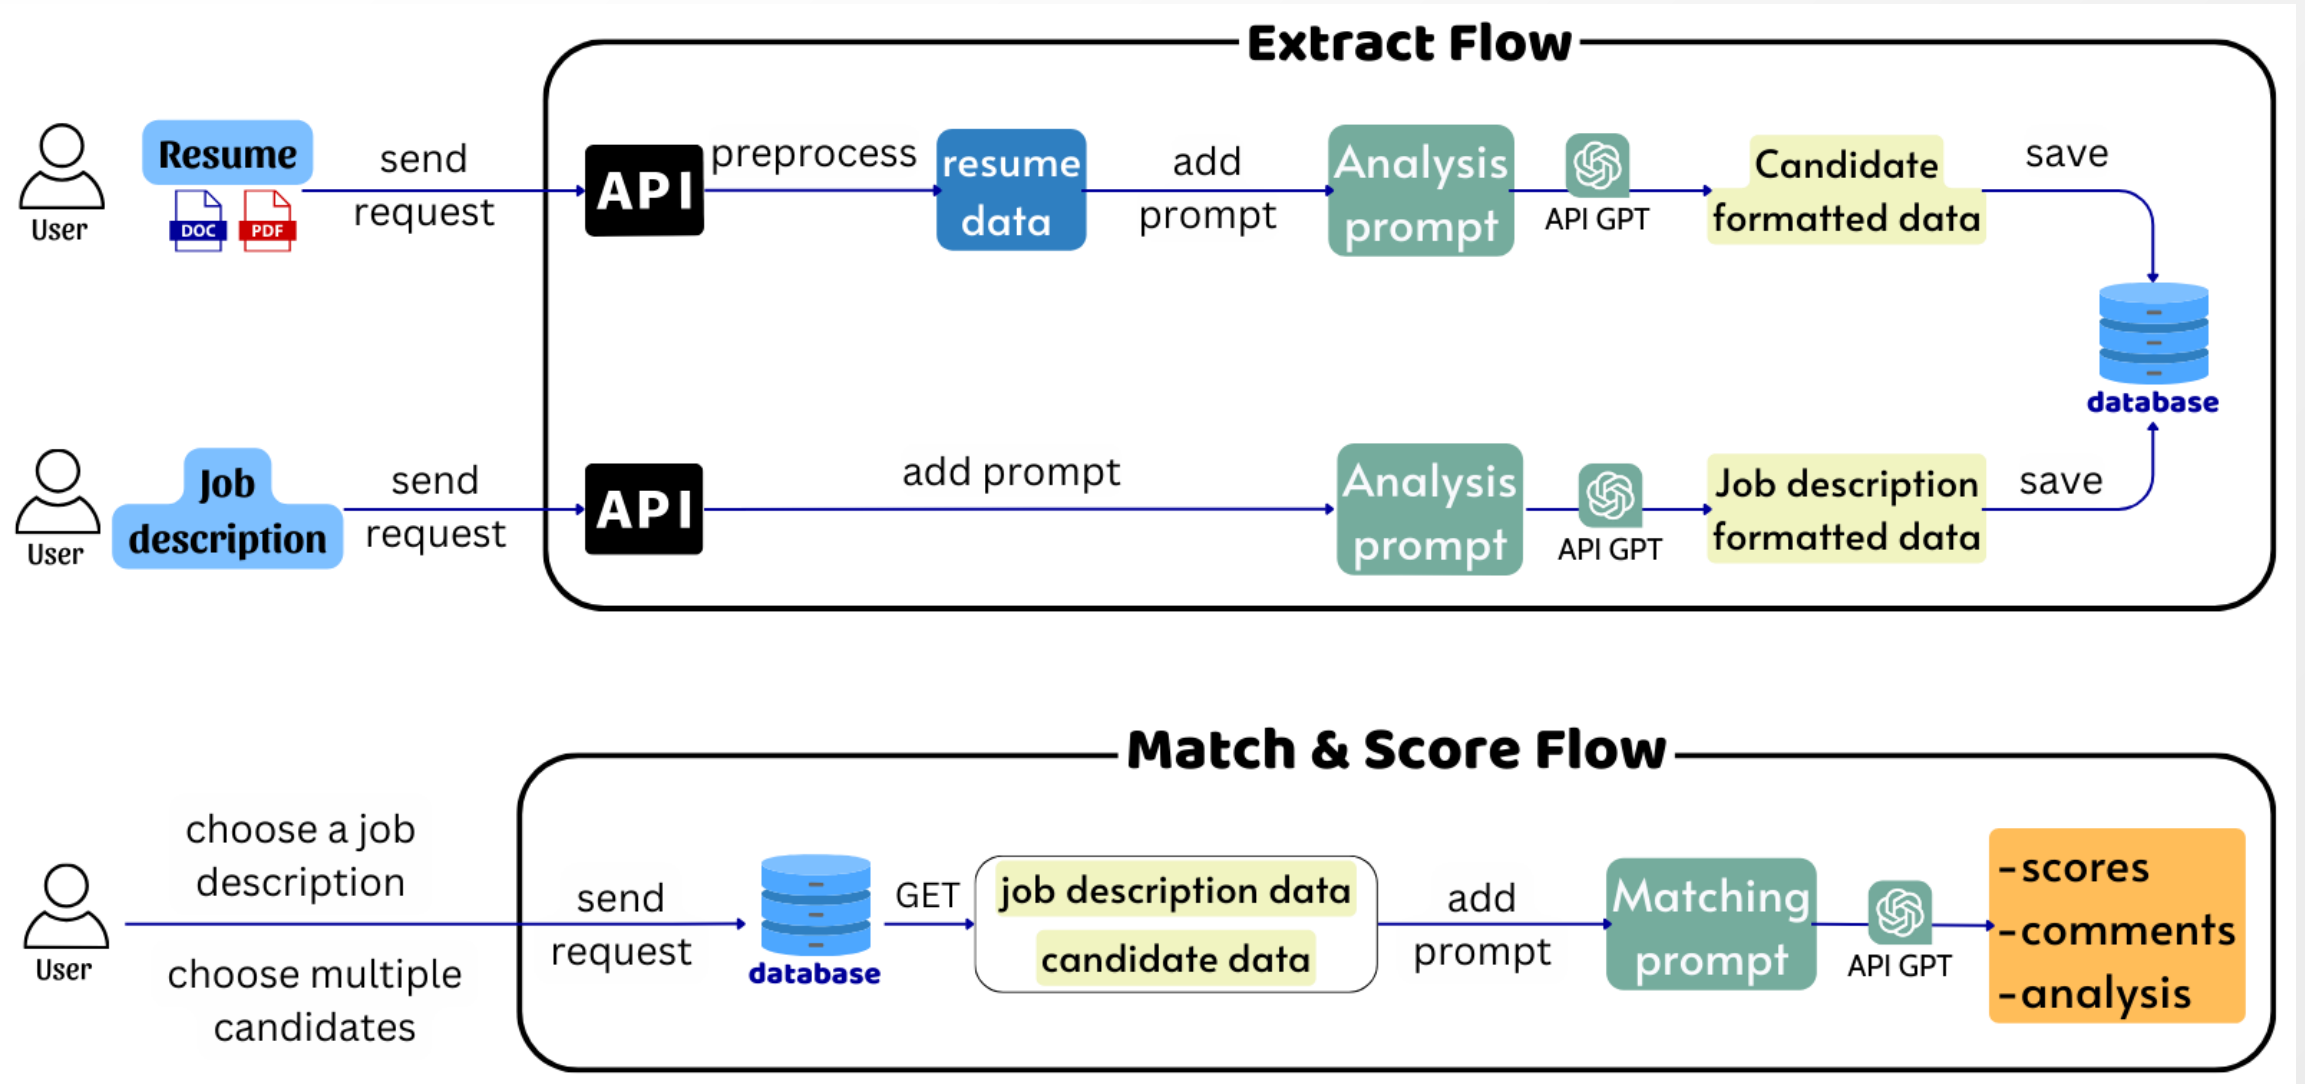 Extract Flow
Resume
DOC
PDF
User
send
request
API
preprocess
resume
data
add
prompt
Analysis
prompt
API GPT
Candidate
formatted data
save
database
Job
description
User
send
request
API
add prompt
Analysis
prompt
API GPT
Job description
formatted data
save
Match & Score Flow
User
choose a job
description
choose multiple
candidates
send
request
database
GET
job description data
candidate data
add
prompt
Matching
prompt
API GPT
-scores
-comments
-analysis